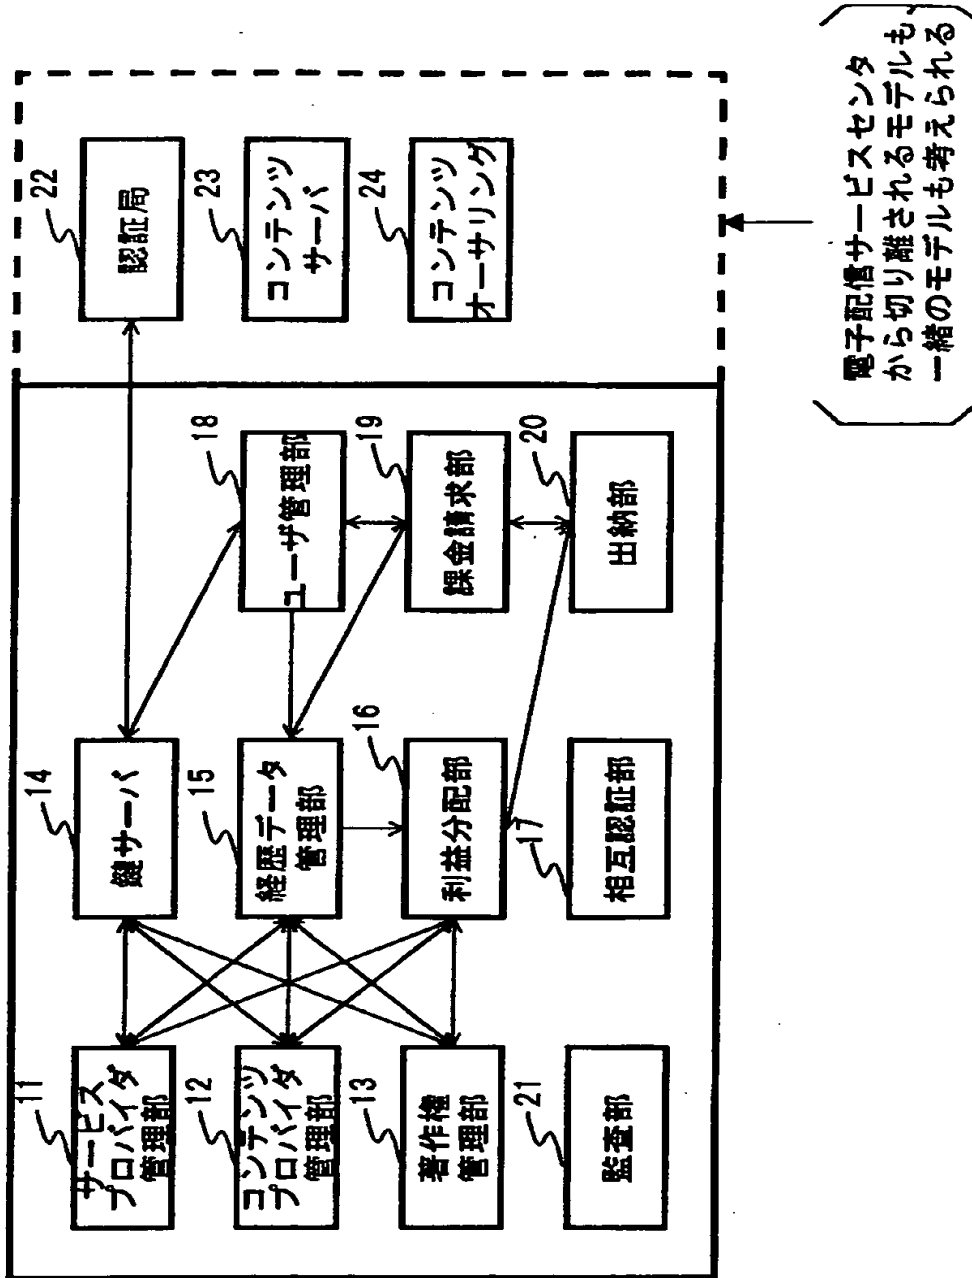 11
サービス
プロバイダ
管理部
12
コンテンツ
プロバイダ
管理部
13
著作権
管理部
21
監査部
14
鍵サーバ
15
経歴データ
管理部
16
利益分配部
17
相互認証部
18
ユーザ管理部
19
課金請求部
20
出納部
22
認証局
23
コンテンツ
サーバ
24
コンテンツ
オーサリング
電子配信サービスセンタ
から切り離されるモデルも、
一緒のモデルも考えられる